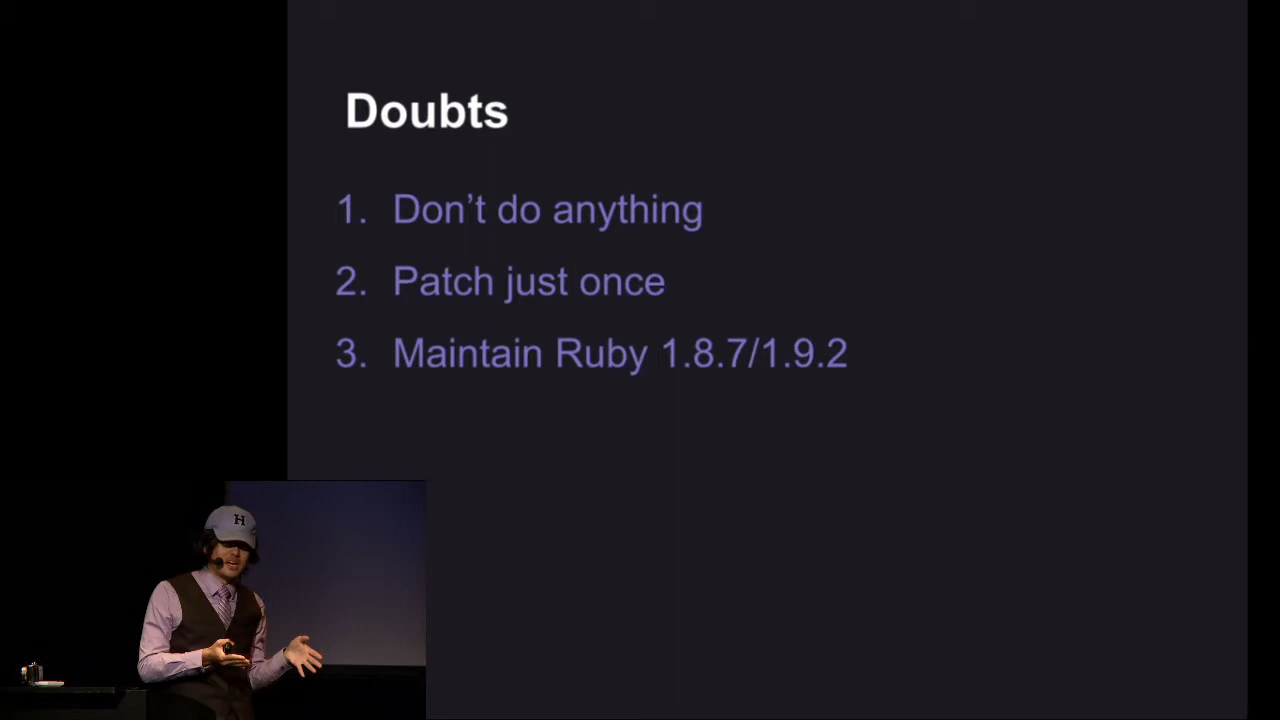 Doubts
1. Don’t do anything
2. Patch just once
3. Maintain Ruby 1.8.7/1.9.2
H